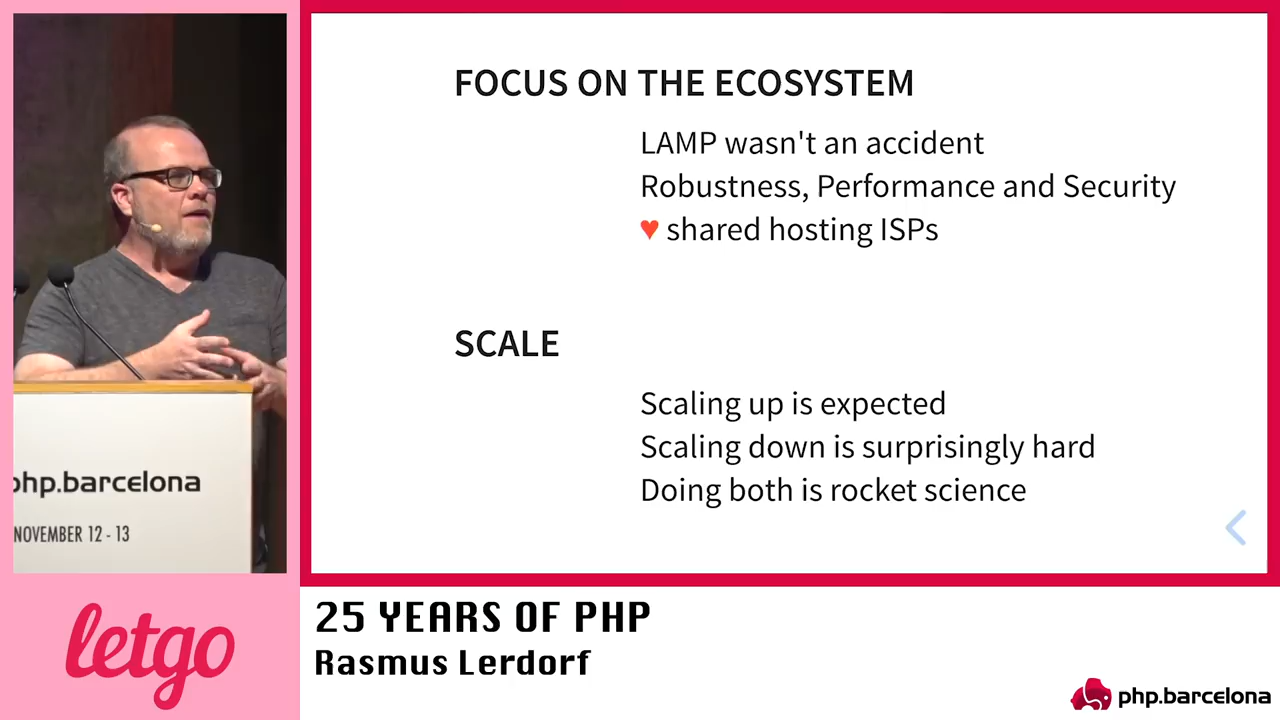 FOCUS ON THE ECOSYSTEM
LAMP wasn't an accident
Robustness, Performance and Security
♥ shared hosting ISPs
SCALE
Scaling up is expected
Scaling down is surprisingly hard
Doing both is rocket science
php.barcelona
NOVEMBER 12 - 13
letgo
25 YEARS OF PHP
Rasmus Lerdorf
php.barcelona